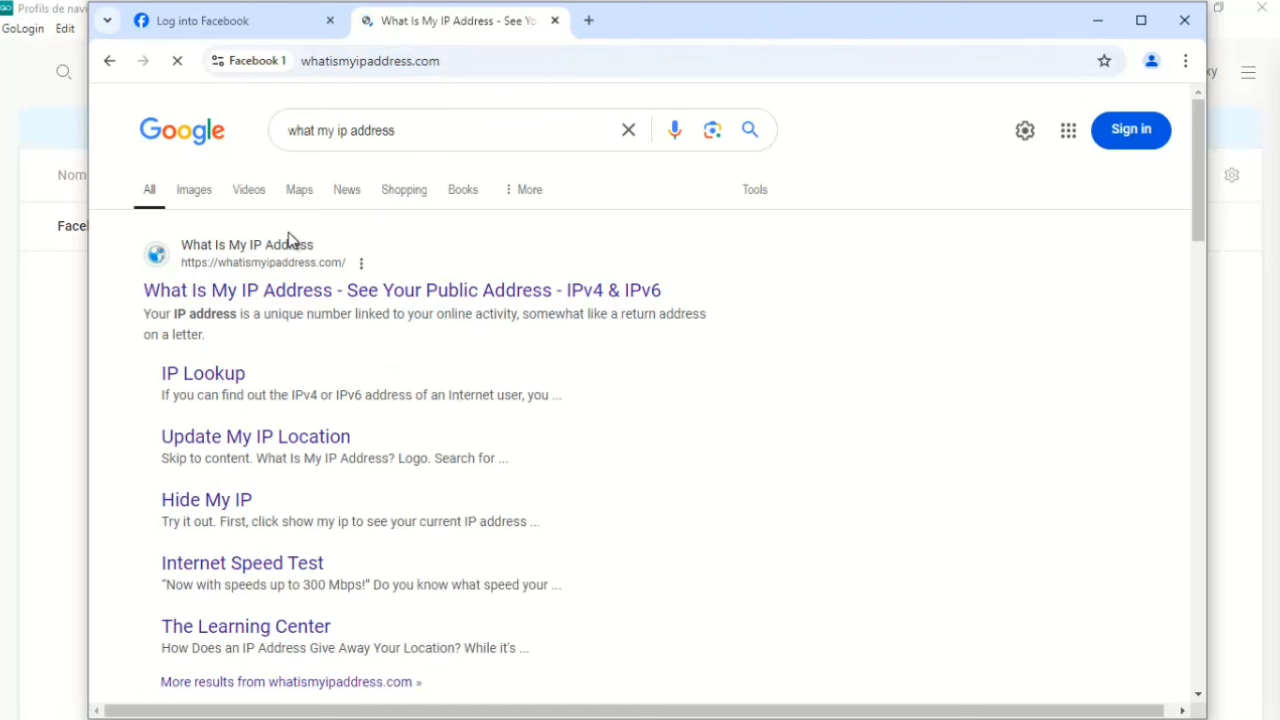 Profils de navi
GoLogin Edit
Log into Facebook
What Is My IP Address - See Yo
Facebook 1
whatismyipaddress.com
xy
Google
what my ip address
Sign in
All
Images
Videos
Maps
News
Shopping
Books
More
Tools
Nom
Facel
What Is My IP Address
https://whatismyipaddress.com/
What Is My IP Address - See Your Public Address - IPv4 & IPv6
Your IP address is a unique number linked to your online activity, somewhat like a return address
on a letter.
IP Lookup
If you can find out the IPv4 or IPv6 address of an Internet user, you ...
Update My IP Location
Skip to content. What Is My IP Address? Logo. Search for ...
Hide My IP
Try it out. First, click show my ip to see your current IP address ...
Internet Speed Test
“Now with speeds up to 300 Mbps!” Do you know what speed your ...
The Learning Center
How Does an IP Address Give Away Your Location? While it's ...
More results from whatismyipaddress.com »